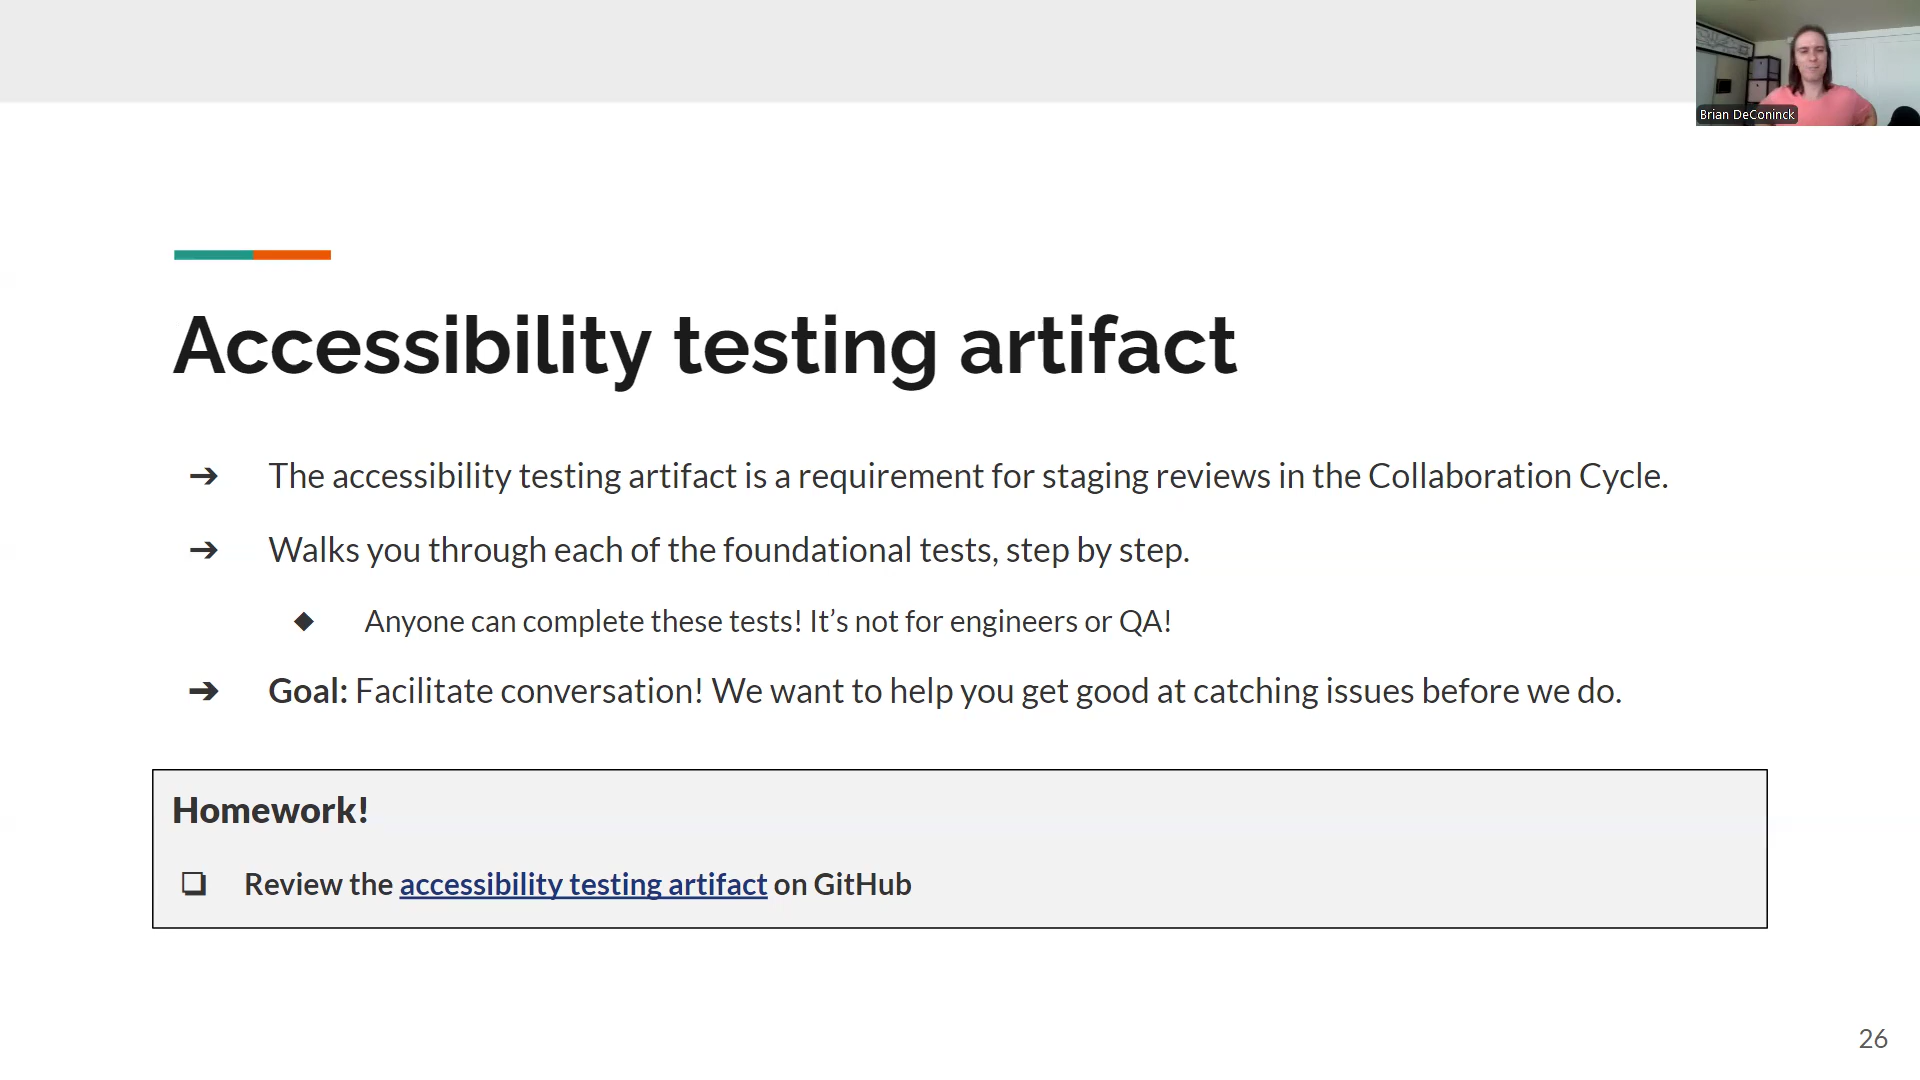 Brian DeConinck
Accessibility testing artifact
➔ The accessibility testing artifact is a requirement for staging reviews in the Collaboration Cycle.
➔ Walks you through each of the foundational tests, step by step.
◆ Anyone can complete these tests! It’s not for engineers or QA!
➔ Goal: Facilitate conversation! We want to help you get good at catching issues before we do.
Homework!
❏ Review the accessibility testing artifact on GitHub
26